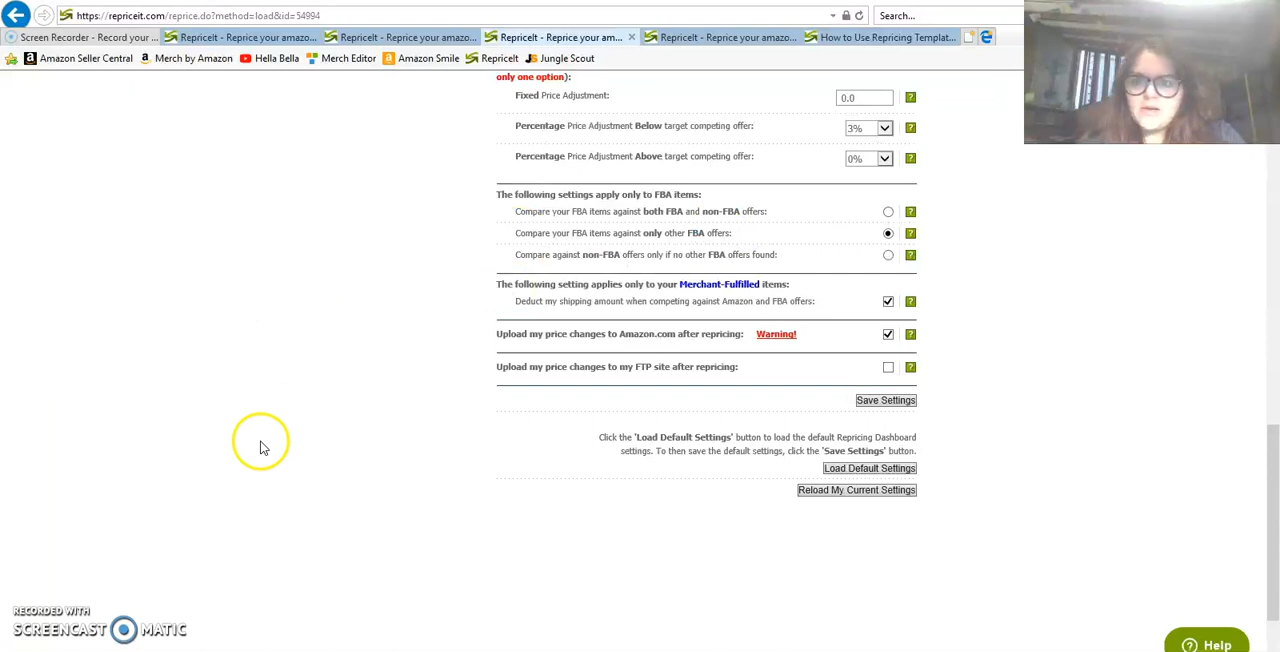 https://repriceit.com/reprice.do?method=load&id=54994
Search...
Screen Recorder - Record your ...
RepriceIt - Reprice your amazo...
RepriceIt - Reprice your amazo...
RepriceIt - Reprice your am...
RepriceIt - Reprice your amazo...
How to Use Repricing Templat...
Amazon Seller Central
Merch by Amazon
Hella Bella
Merch Editor
Amazon Smile
RepriceIt
Jungle Scout
only one option):
Fixed Price Adjustment: 0.0 ?
Percentage Price Adjustment Below target competing offer: 3% ?
Percentage Price Adjustment Above target competing offer: 0% ?
The following settings apply only to FBA items:
Compare your FBA items against both FBA and non-FBA offers: ?
Compare your FBA items against only other FBA offers: ?
Compare against non-FBA offers only if no other FBA offers found: ?
The following setting applies only to your Merchant-Fulfilled items:
Deduct my shipping amount when competing against Amazon and FBA offers: ?
Upload my price changes to Amazon.com after repricing: Warning! ?
Upload my price changes to my FTP site after repricing: ?
Save Settings
Click the 'Load Default Settings' button to load the default Repricing Dashboard
settings. To then save the default settings, click the 'Save Settings' button.
Load Default Settings
Reload My Current Settings
RECORDED WITH
SCREENCAST MATIC
? Help